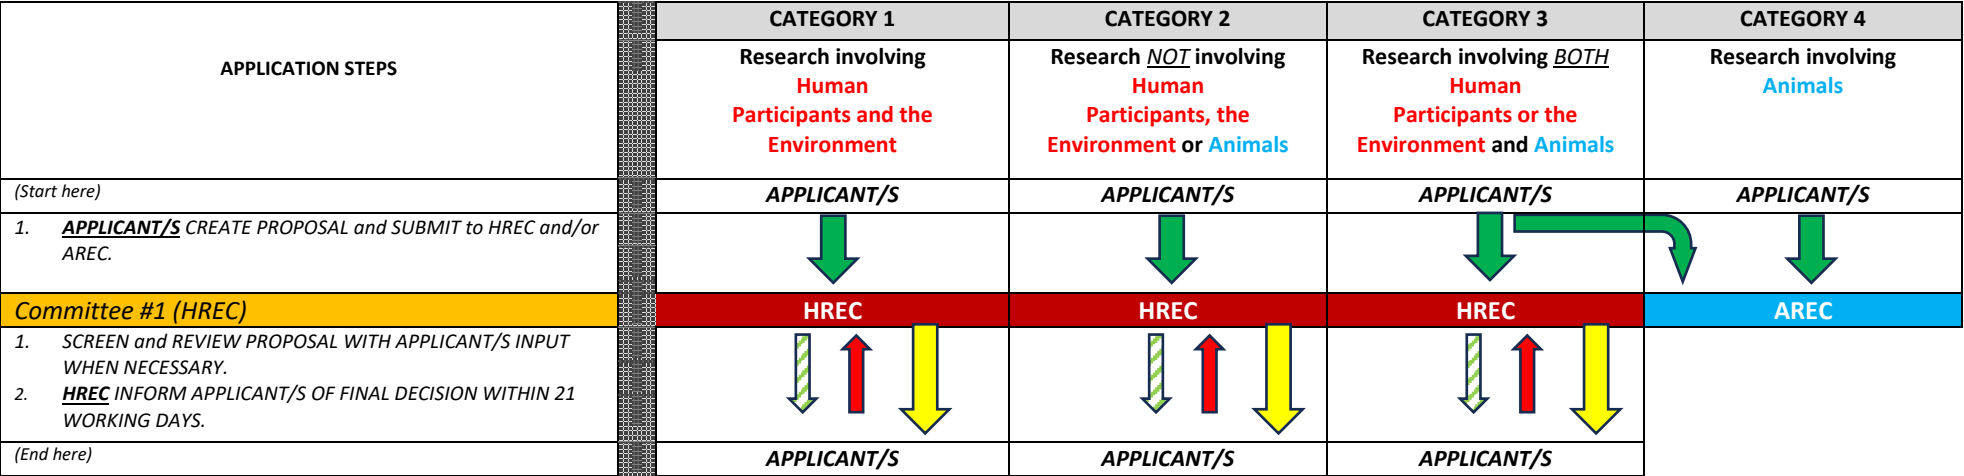 APPLICATION STEPS
CATEGORY 1
CATEGORY 2
CATEGORY 3
CATEGORY 4
Research involving
Human
Participants and the
Environment
Research NOT involving
Human
Participants, the
Environment or Animals
Research involving BOTH
Human
Participants or the
Environment and Animals
Research involving
Animals
(Start here)
APPLICANT/S
APPLICANT/S
APPLICANT/S
APPLICANT/S
1. APPLICANT/S CREATE PROPOSAL and SUBMIT to HREC and/or
AREC.
Committee #1 (HREC)
HREC
HREC
HREC
AREC
1. SCREEN and REVIEW PROPOSAL WITH APPLICANT/S INPUT
WHEN NECESSARY.
2. HREC INFORM APPLICANT/S OF FINAL DECISION WITHIN 21
WORKING DAYS.
(End here)
APPLICANT/S
APPLICANT/S
APPLICANT/S